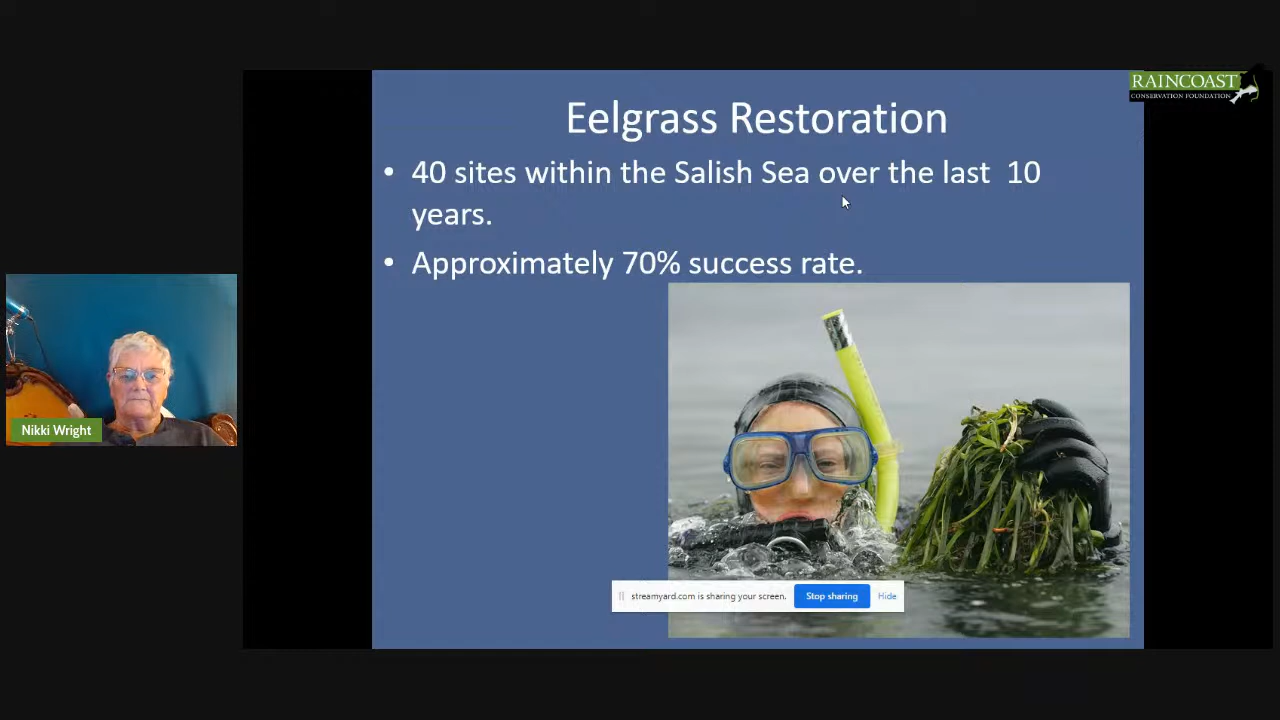 RAINCOAST
CONSERVATION FOUNDATION
Eelgrass Restoration
• 40 sites within the Salish Sea over the last 10
years.
• Approximately 70% success rate.
Nikki Wright
streamyard.com is sharing your screen. Stop sharing Hide